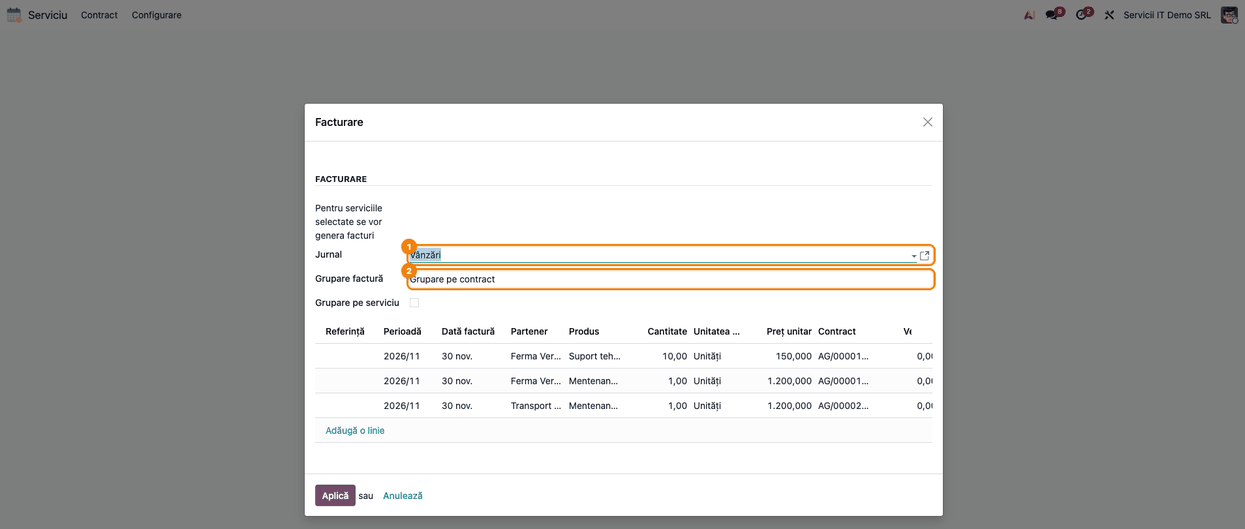 Serviciu Contract Configurare AI 8 2 Servicii IT Demo SRL
Facturare
FACTURARE
Pentru serviciile
selectate se vor
genera facturi
1
Jurnal Vânzări
2
Grupare factură Grupare pe contract
Grupare pe serviciu
Referință Perioadă Dată factură Partener Produs Cantitate Unitatea ... Preț unitar Contract
2026/11 30 nov. Ferma Ver... Suport teh... 10,00 Unități 150,000 AG/00001...
2026/11 30 nov. Ferma Ver... Mentenan... 1,00 Unități 1.200,000 AG/00001...
2026/11 30 nov. Transport ... Mentenan... 1,00 Unități 1.200,000 AG/00002...
Adăugă o linie
Aplică sau Anulează